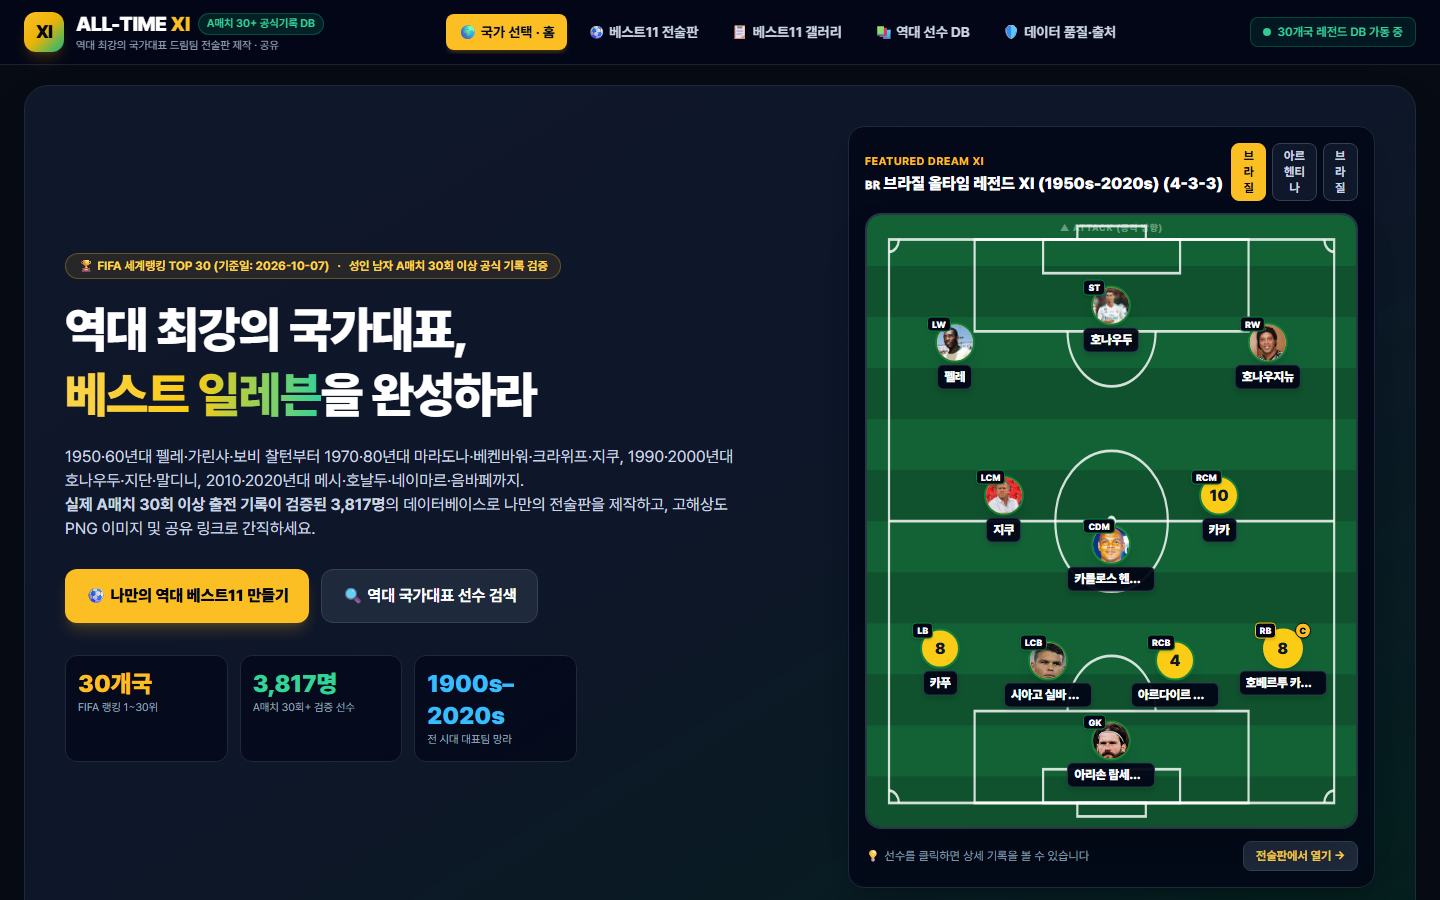 XI
ALL-TIME XI
A매치 30+ 공식기록 DB
역대 최강의 국가대표 드림팀 전술판 제작 · 공유
국가 선택 · 홈
베스트11 전술판
베스트11 갤러리
역대 선수 DB
데이터 품질·출처
30개국 레전드 DB 가동 중
FIFA 세계랭킹 TOP 30 (기준일: 2026-10-07) · 성인 남자 A매치 30회 이상 공식 기록 검증
역대 최강의 국가대표,
베스트 일레븐을 완성하라
1950·60년대 펠레·가린샤·보비 찰턴부터 1970·80년대 마라도나·베켄바워·크라위프·지쿠, 1990·2000년대
호나우두·지단·말디니, 2010·2020년대 메시·호날두·네이마르·음바페까지.
실제 A매치 30회 이상 출전 기록이 검증된 3,817명의 데이터베이스로 나만의 전술판을 제작하고, 고해상도
PNG 이미지 및 공유 링크로 간직하세요.
나만의 역대 베스트11 만들기
역대 국가대표 선수 검색
30개국
FIFA 랭킹 1~30위
3,817명
A매치 30회+ 검증 선수
1900s–
2020s
전 시대 대표팀 망라
FEATURED DREAM XI
BR 브라질 올타임 레전드 XI (1950s-2020s) (4-3-3)
브
라
질
아르
헨티
나
브
라
질
▲ ATTACK (공격 방향)
ST
호나우두
LW
펠레
RW
호나우지뉴
LCM
지쿠
RCM
10
카카
CDM
카를로스 헨...
LB
8
카푸
LCB
시아고 실바 ...
RCB
4
아르다이르 ...
RB
C
8
호베르투 카...
GK
아리손 람세...
선수를 클릭하면 상세 기록을 볼 수 있습니다
전술판에서 열기 →